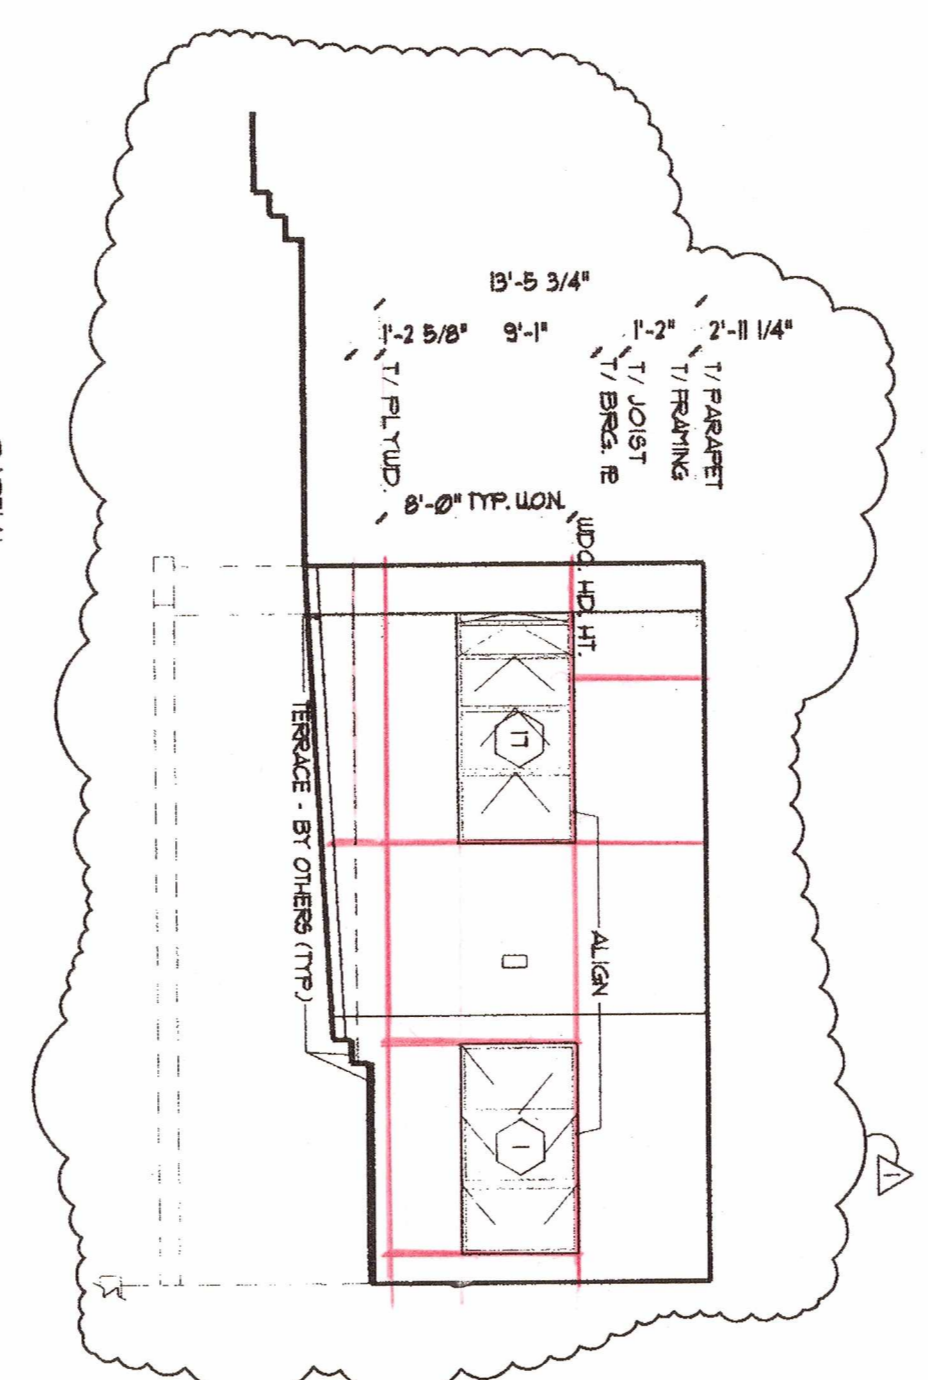 13'-5 3/4"
1'-2 5/8" 9'-1" 1'-2" 2'-11 1/4"
T/ PLYWD.
T/ BRG. PL
T/ JOIST
T/ FRAMING
T/ PARAPET
8'-0" TYP. U.O.N.
WDO. HD. HT.
17
TERRACE - BY OTHERS (TYP.)
ALIGN
1
1